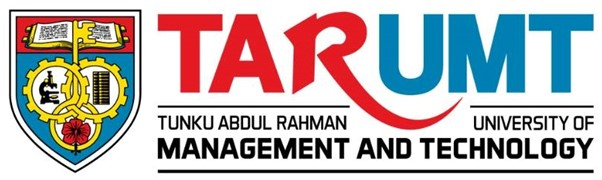 TARUMT
TUNKU ABDUL RAHMAN UNIVERSITY OF
MANAGEMENT AND TECHNOLOGY